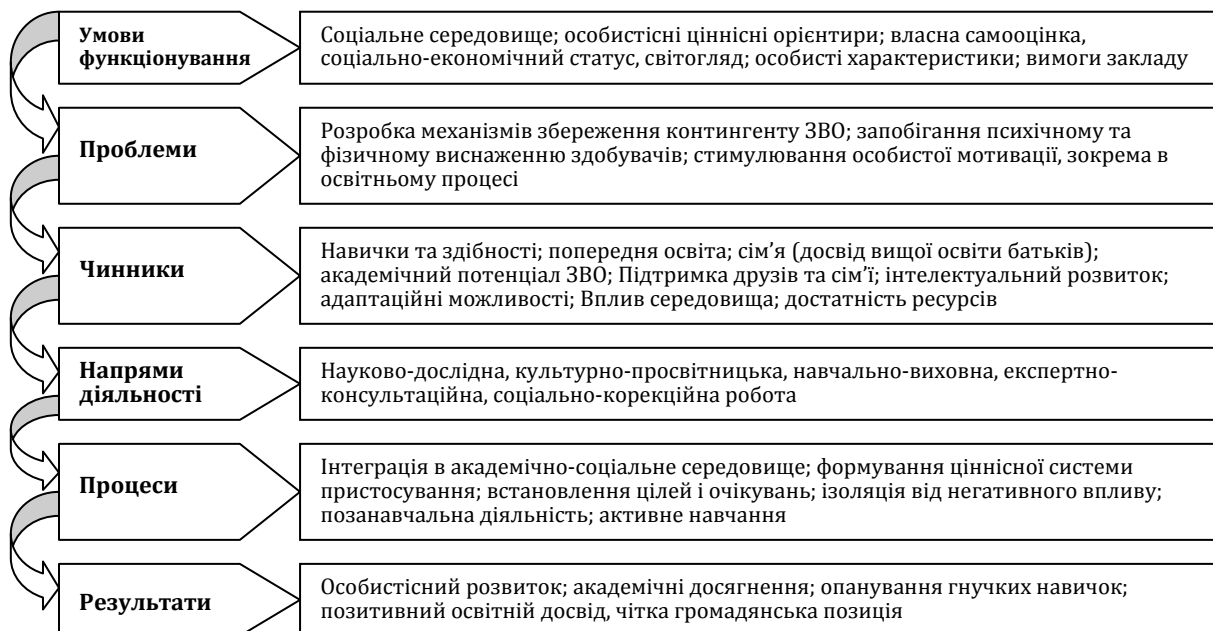 Умови
функціонування
Соціальне середовище; особистісні ціннісні орієнтири; власна самооцінка,
соціально-економічний статус, світогляд; особисті характеристики; вимоги закладу
Проблеми
Розробка механізмів збереження контингенту ЗВО; запобігання психічному та
фізичному виснаженню здобувачів; стимулювання особистої мотивації, зокрема в
освітньому процесі
Чинники
Навички та здібності; попередня освіта; сім’я (досвід вищої освіти батьків);
академічний потенціал ЗВО; Підтримка друзів та сім’ї; інтелектуальний розвиток;
адаптаційні можливості; Вплив середовища; достатність ресурсів
Напрями
діяльності
Науково-дослідна, культурно-просвітницька, навчально-виховна, експертно-
консультаційна, соціально-корекційна робота
Процеси
Інтеграція в академічно-соціальне середовище; формування ціннісної системи
пристосування; встановлення цілей і очікувань; ізоляція від негативного впливу;
позанавчальна діяльність; активне навчання
Результати
Особистісний розвиток; академічні досягнення; опанування гнучких навичок;
позитивний освітній досвід, чітка громадянська позиція